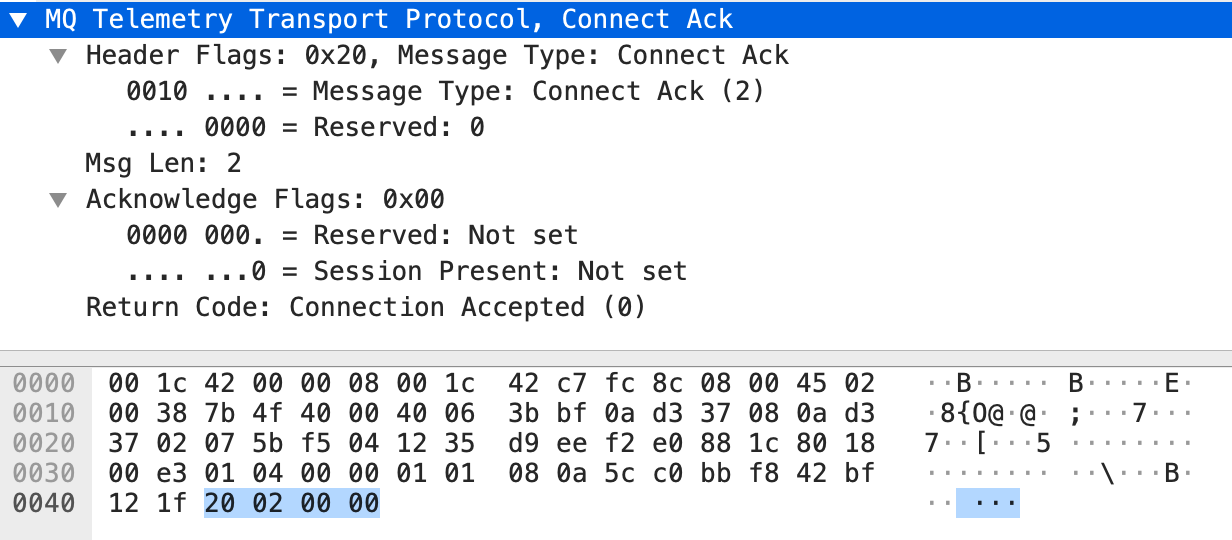 MQ Telemetry Transport Protocol, Connect Ack
Header Flags: 0x20, Message Type: Connect Ack
0010 .... = Message Type: Connect Ack (2)
.... 0000 = Reserved: 0
Msg Len: 2
Acknowledge Flags: 0x00
0000 000. = Reserved: Not set
.... ...0 = Session Present: Not set
Return Code: Connection Accepted (0)
0000 00 1c 42 00 00 08 00 1c 42 c7 fc 8c 08 00 45 02 ··B····· B·····E·
0010 00 38 7b 4f 40 00 40 06 3b bf 0a d3 37 08 0a d3 ·8{O@·@· ;···7···
0020 37 02 07 5b f5 04 12 35 d9 ee f2 e0 88 1c 80 18 7··[···5 ········
0030 00 e3 01 04 00 00 01 01 08 0a 5c c0 bb f8 42 bf ········ ··\···B·
0040 12 1f 20 02 00 00 ·· ···